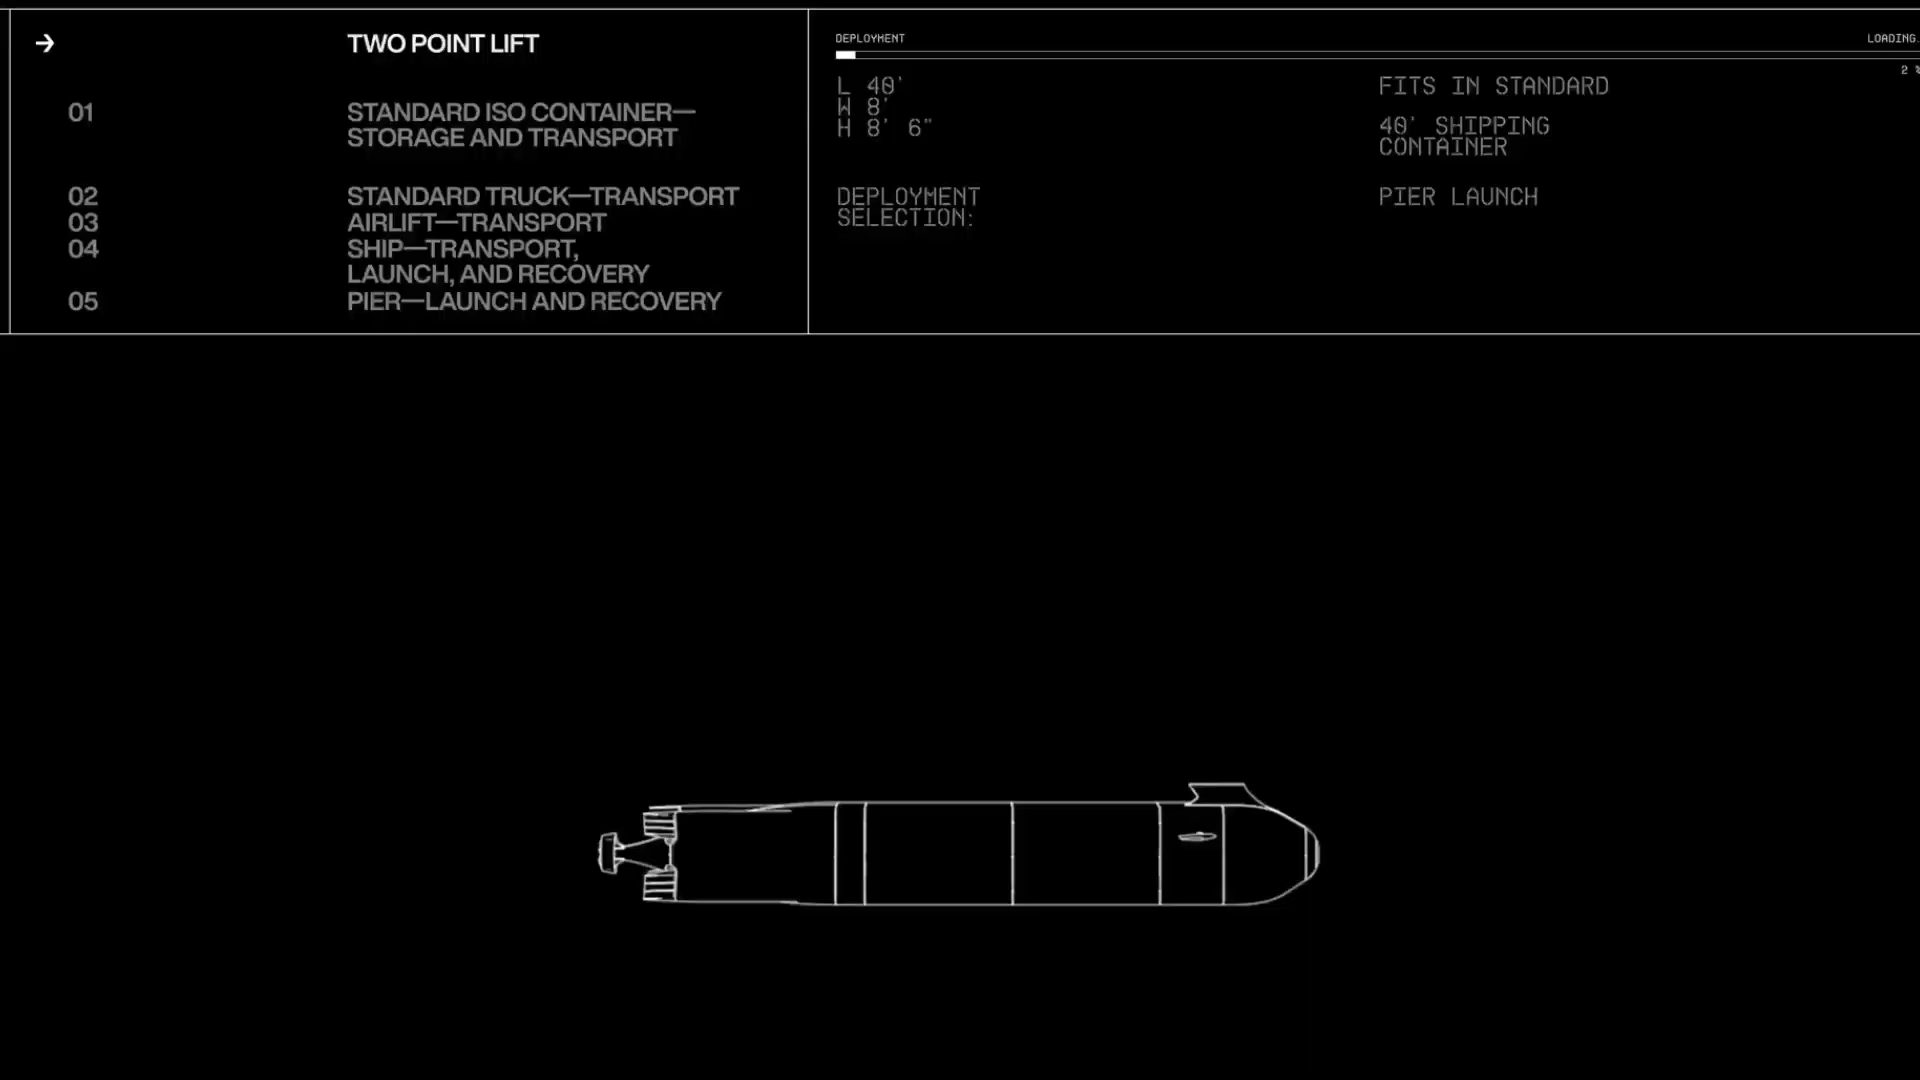 → TWO POINT LIFT
01 STANDARD ISO CONTAINER—
STORAGE AND TRANSPORT
02 STANDARD TRUCK—TRANSPORT
03 AIRLIFT—TRANSPORT
04 SHIP—TRANSPORT,
LAUNCH, AND RECOVERY
05 PIER—LAUNCH AND RECOVERY
DEPLOYMENT
LOADING.
2 %
L 40'
W 8'
H 8' 6"
FITS IN STANDARD
40' SHIPPING
CONTAINER
DEPLOYMENT
SELECTION:
PIER LAUNCH